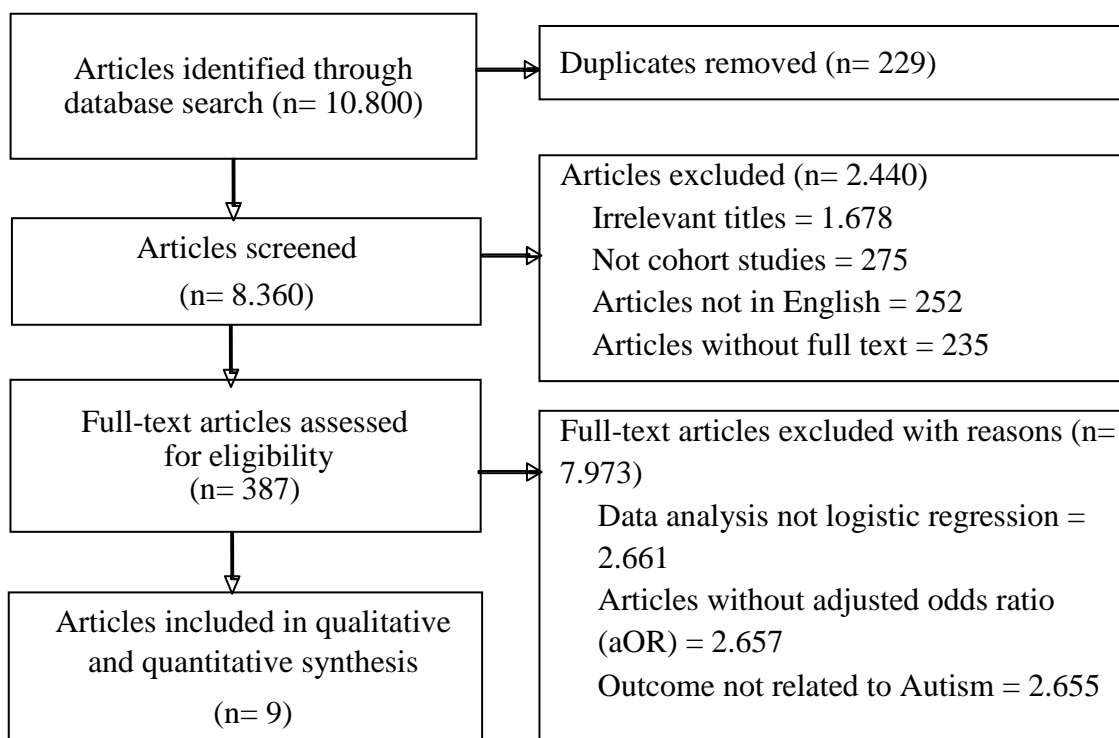 Articles identified through
database search (n= 10.800)
Duplicates removed (n= 229)
Articles screened
(n= 8.360)
Articles excluded (n= 2.440)
Irrelevant titles = 1.678
Not cohort studies = 275
Articles not in English = 252
Articles without full text = 235
Full-text articles assessed
for eligibility
(n= 387)
Full-text articles excluded with reasons (n=
7.973)
Data analysis not logistic regression =
2.661
Articles without adjusted odds ratio
(aOR) = 2.657
Outcome not related to Autism = 2.655
Articles included in qualitative
and quantitative synthesis
(n= 9)